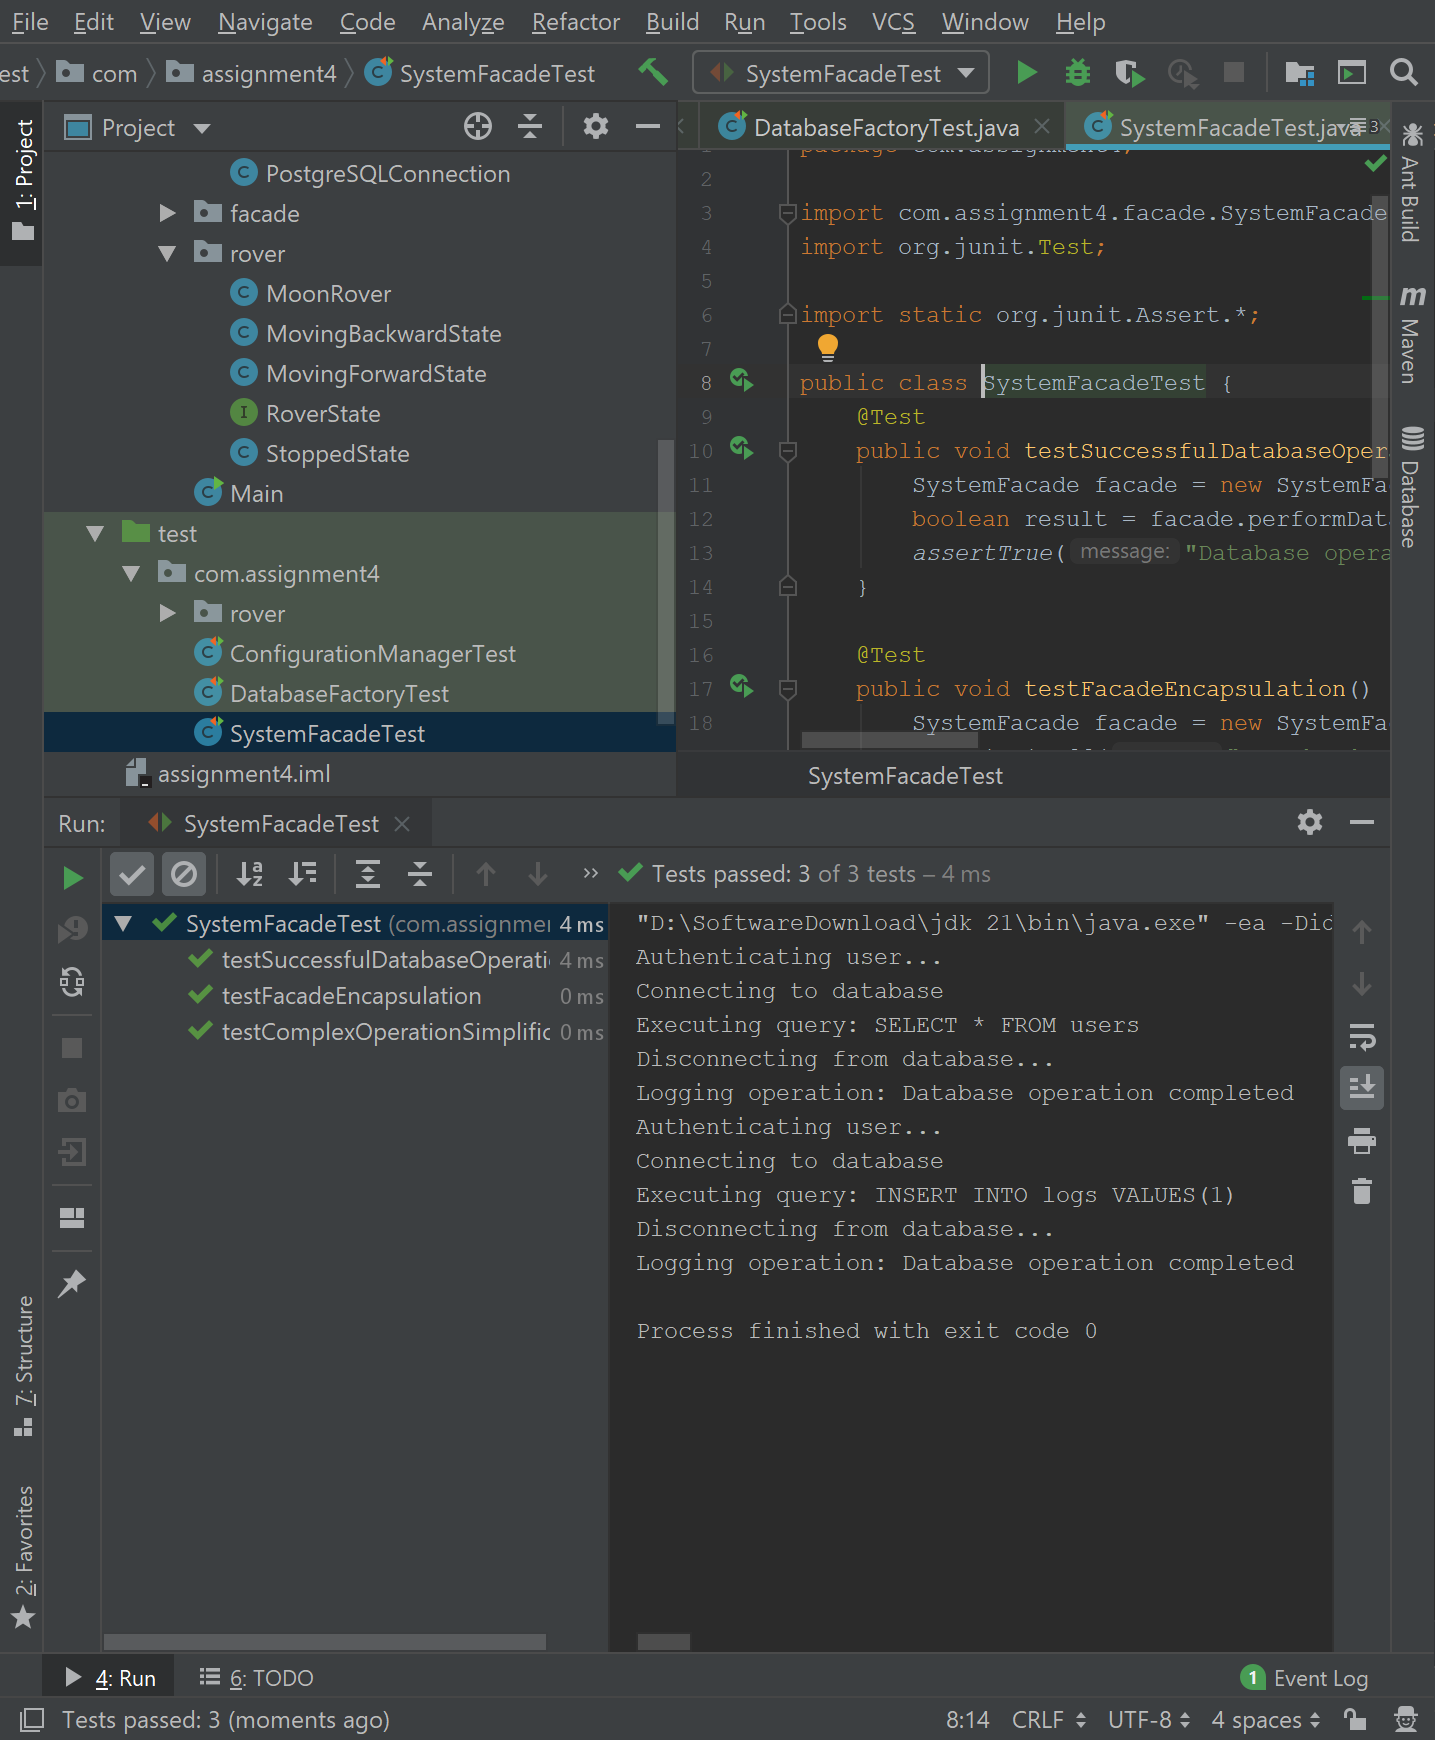 File Edit View Navigate Code Analyze Refactor Build Run Tools VCS Window Help
est com assignment4 SystemFacadeTest SystemFacadeTest
1: Project
Project
PostgreSQLConnection
facade
rover
MoonRover
MovingBackwardState
MovingForwardState
RoverState
StoppedState
Main
test
com.assignment4
rover
ConfigurationManagerTest
DatabaseFactoryTest
SystemFacadeTest
assignment4.iml
DatabaseFactoryTest.java SystemFacadeTest.java 3
2
3 import com.assignment4.facade.SystemFacade
4 import org.junit.Test;
5
6 import static org.junit.Assert.*;
7
8 public class SystemFacadeTest {
9 @Test
10 public void testSuccessfulDatabaseOper
11 SystemFacade facade = new SystemFa
12 boolean result = facade.performDat
13 assertTrue( message: "Database opera
14 }
15
16 @Test
17 public void testFacadeEncapsulation()
18 SystemFacade facade = new SystemFa
SystemFacadeTest
Ant Build
Maven
Database
Run: SystemFacadeTest
Tests passed: 3 of 3 tests – 4 ms
SystemFacadeTest (com.assignme 4 ms
testSuccessfulDatabaseOperati 4 ms
testFacadeEncapsulation 0 ms
testComplexOperationSimplific 0 ms
"D:\SoftwareDownload\jdk 21\bin\java.exe" -ea -Did
Authenticating user...
Connecting to database
Executing query: SELECT * FROM users
Disconnecting from database...
Logging operation: Database operation completed
Authenticating user...
Connecting to database
Executing query: INSERT INTO logs VALUES(1)
Disconnecting from database...
Logging operation: Database operation completed
Process finished with exit code 0
7: Structure
2: Favorites
4: Run 6: TODO 1 Event Log
Tests passed: 3 (moments ago) 8:14 CRLF UTF-8 4 spaces